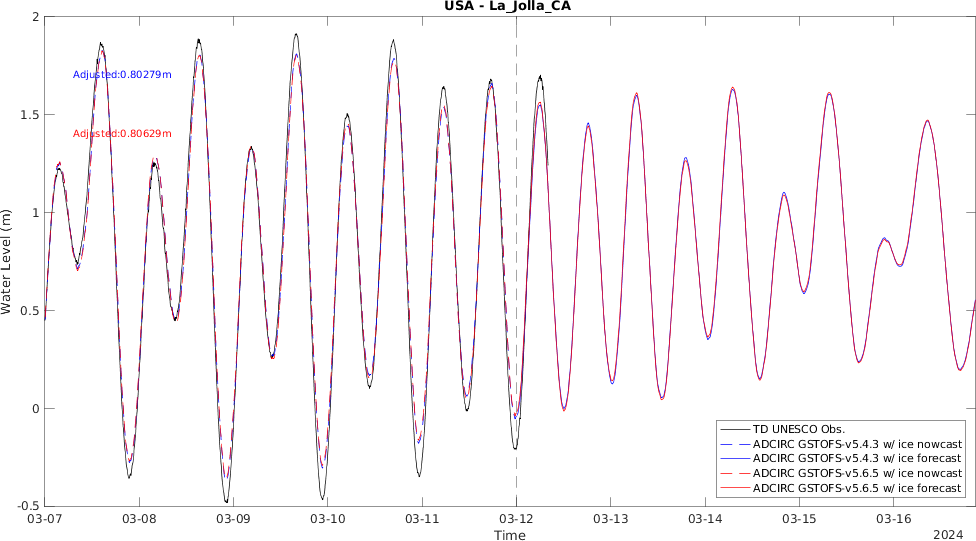 USA - La_Jolla_CA
2
1.5
1
0.5
0
-0.5
Water Level (m)
Adjusted:0.80279m
Adjusted:0.80629m
TD UNESCO Obs.
ADCIRC GSTOFS-v5.4.3 w/ ice nowcast
ADCIRC GSTOFS-v5.4.3 w/ ice forecast
ADCIRC GSTOFS-v5.6.5 w/ ice nowcast
ADCIRC GSTOFS-v5.6.5 w/ ice forecast
03-07 03-08 03-09 03-10 03-11 03-12 03-13 03-14 03-15 03-16
Time
2024